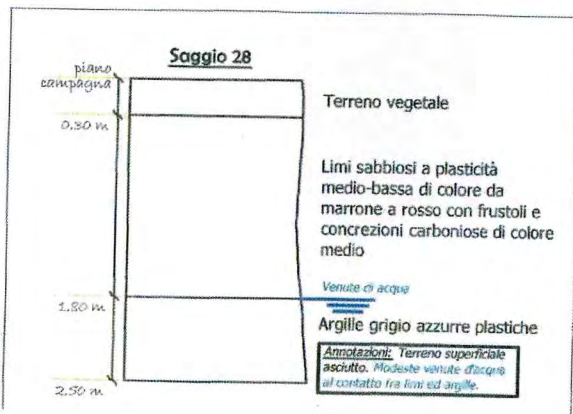 Saggio 28
piano
campagna
Terreno vegetale
0.30 m
Limi sabbiosi a plasticità
medio-bassa di colore da
marrone a rosso con frustoli e
concrezioni carboniose di colore
medio
Venute di acqua
1.80 m
Argille grigio azzurre plastiche
Annotazioni: Terreno superficiale
asciutto. Modeste venute d'acqua
al contatto fra limi ed argille.
2.50 m